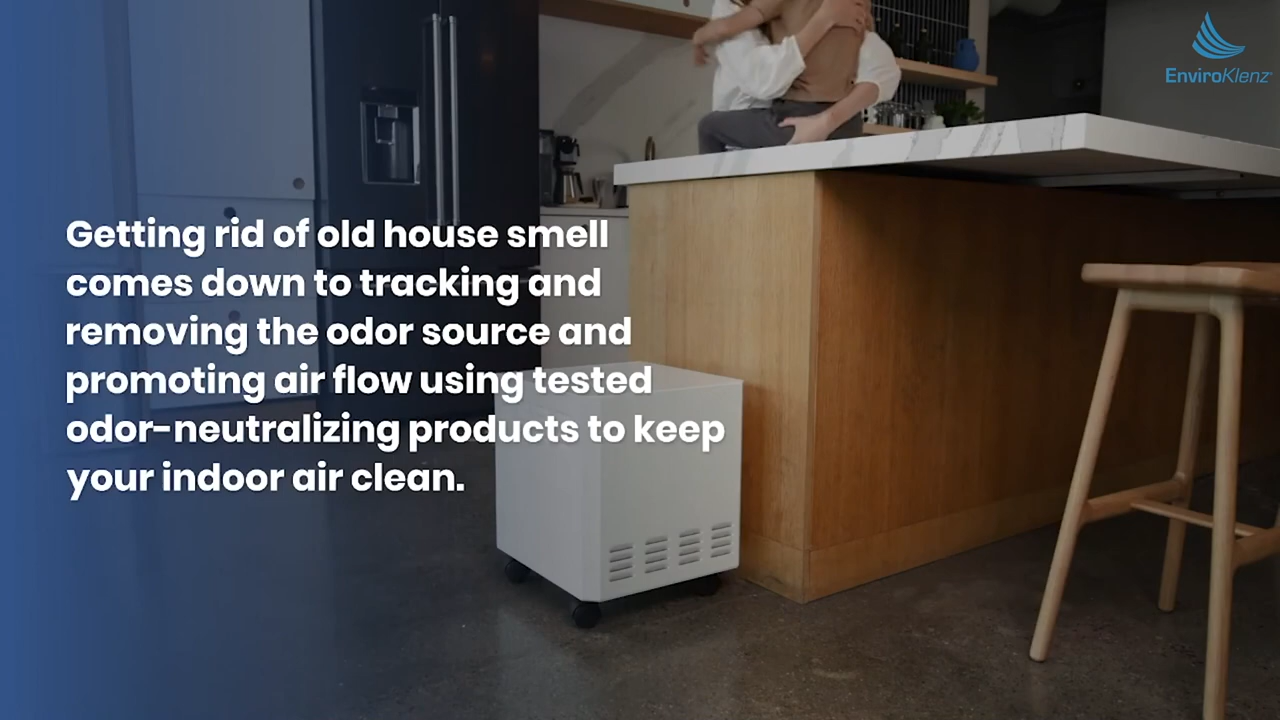 EnviroKlenz
Getting rid of old house smell
comes down to tracking and
removing the odor source and
promoting air flow using tested
odor-neutralizing products to keep
your indoor air clean.